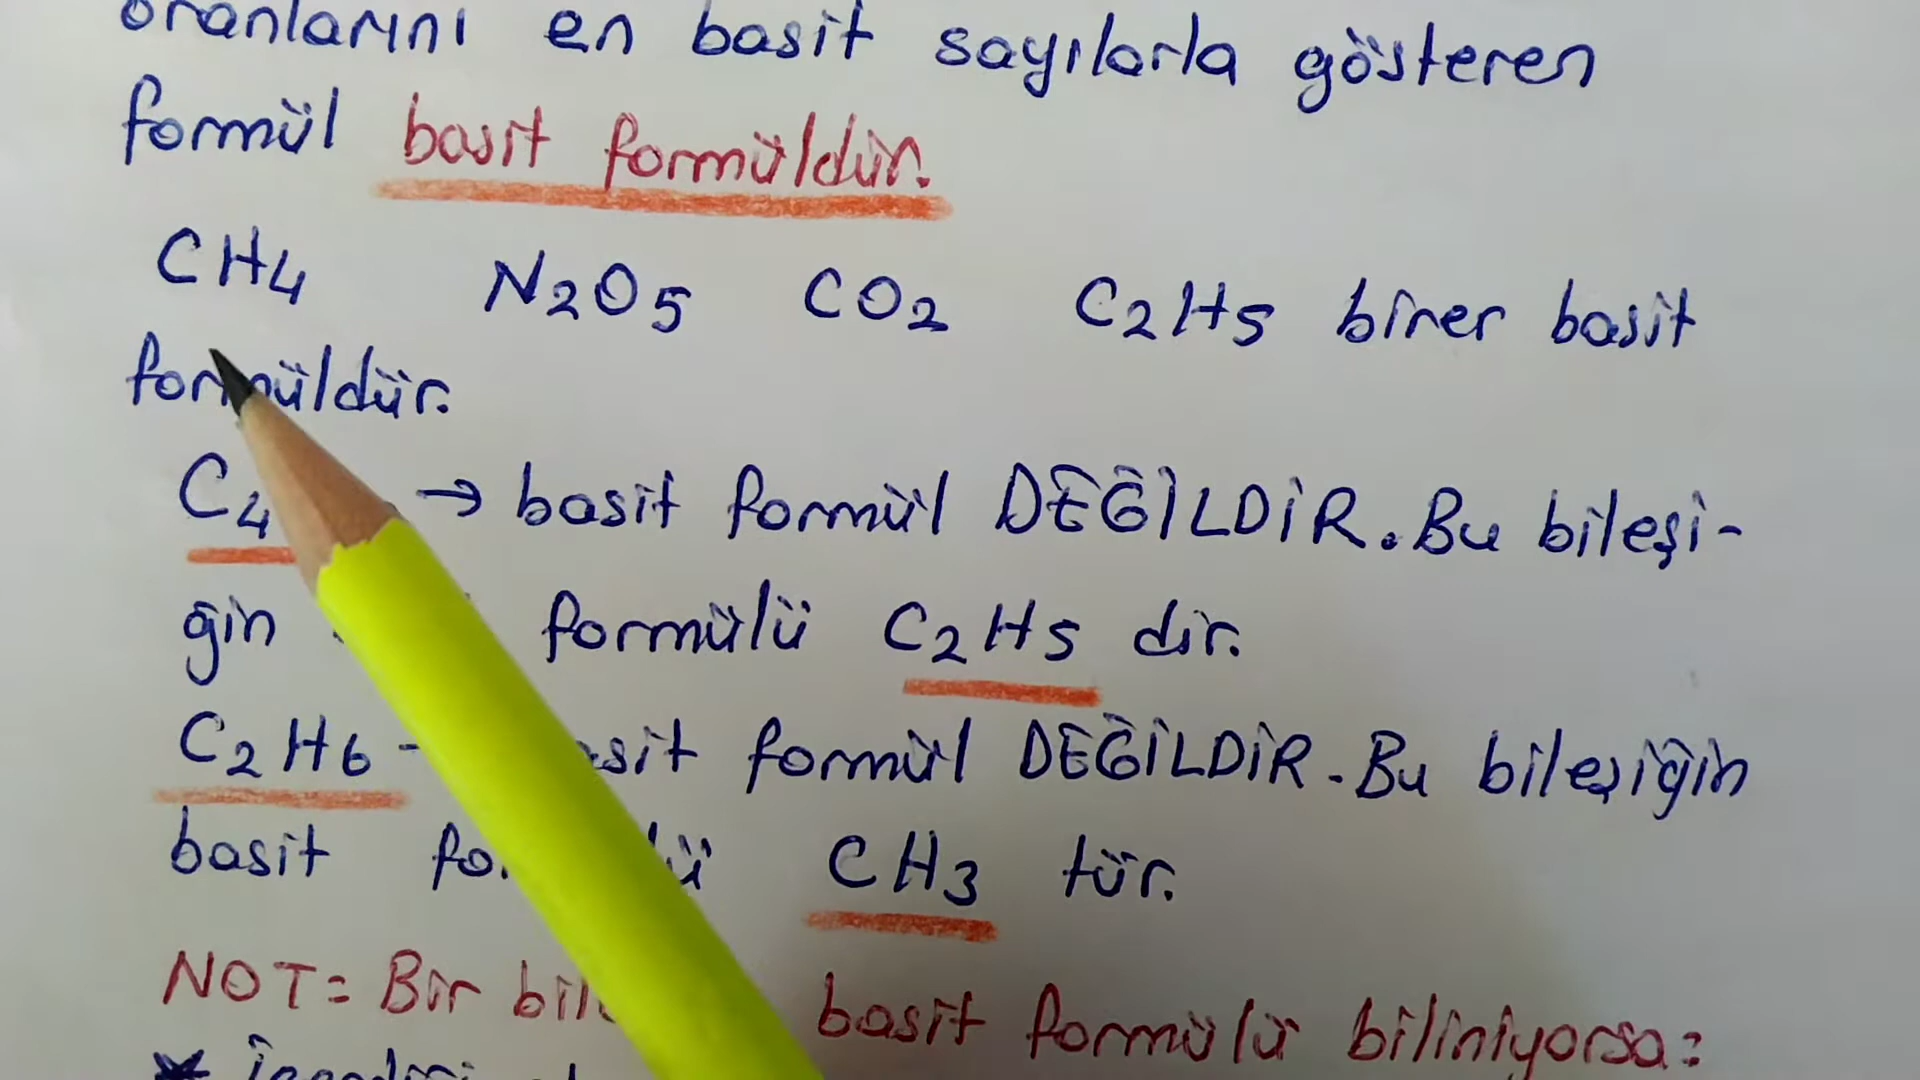 oranlarını en basit sayılarla gösteren
formül basit formüldür.
CH4 N2O5 CO2 C2H5 birer basit
formüldür.
C4 → basit formül DEĞİLDİR. Bu bileşi-
ğin formülü C2H5 dir.
C2H6 - formül DEĞİLDİR. Bu bileşiğin
basit CH3 tür.
NOT= Bir basit formülü biliniyorsa: